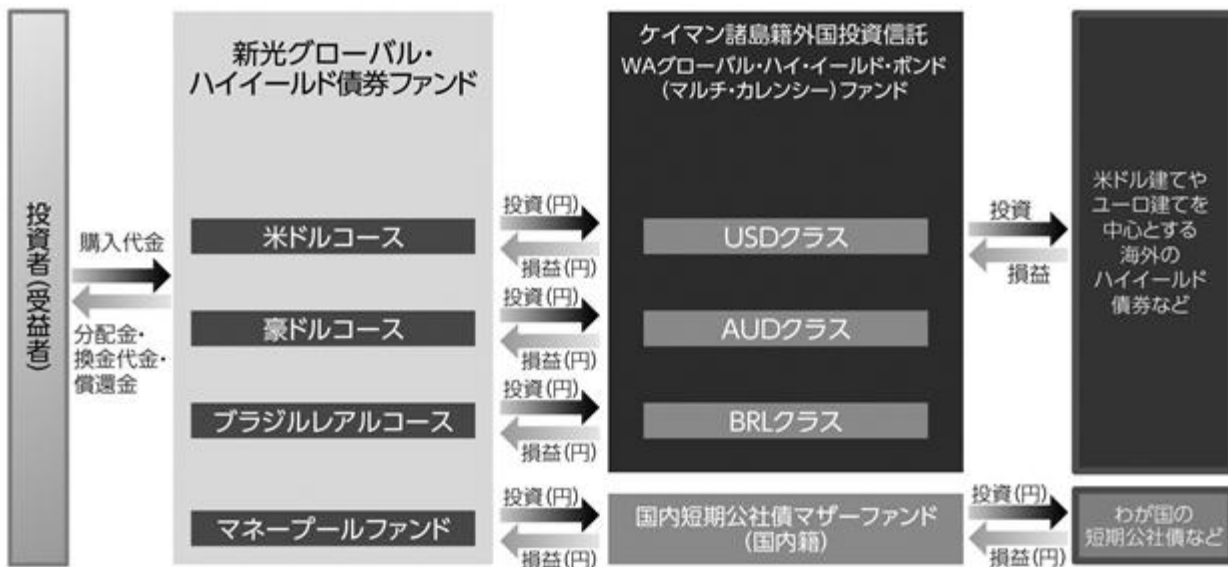 投資者（受益者）
購入代金
分配金・
換金代金・
償還金
新光グローバル・
ハイイールド債券ファンド
米ドルコース
豪ドルコース
ブラジルレアルコース
マネープールファンド
投資（円）
損益（円）
投資（円）
損益（円）
投資（円）
損益（円）
投資（円）
損益（円）
ケイマン諸島籍外国投資信託
WAグローバル・ハイ・イールド・ボンド
（マルチ・カレンシー）ファンド
USDクラス
AUDクラス
BRLクラス
国内短期公社債マザーファンド
（国内籍）
投資
損益
投資（円）
損益（円）
米ドル建てや
ユーロ建てを
中心とする
海外の
ハイイールド
債券など
わが国の
短期公社債など